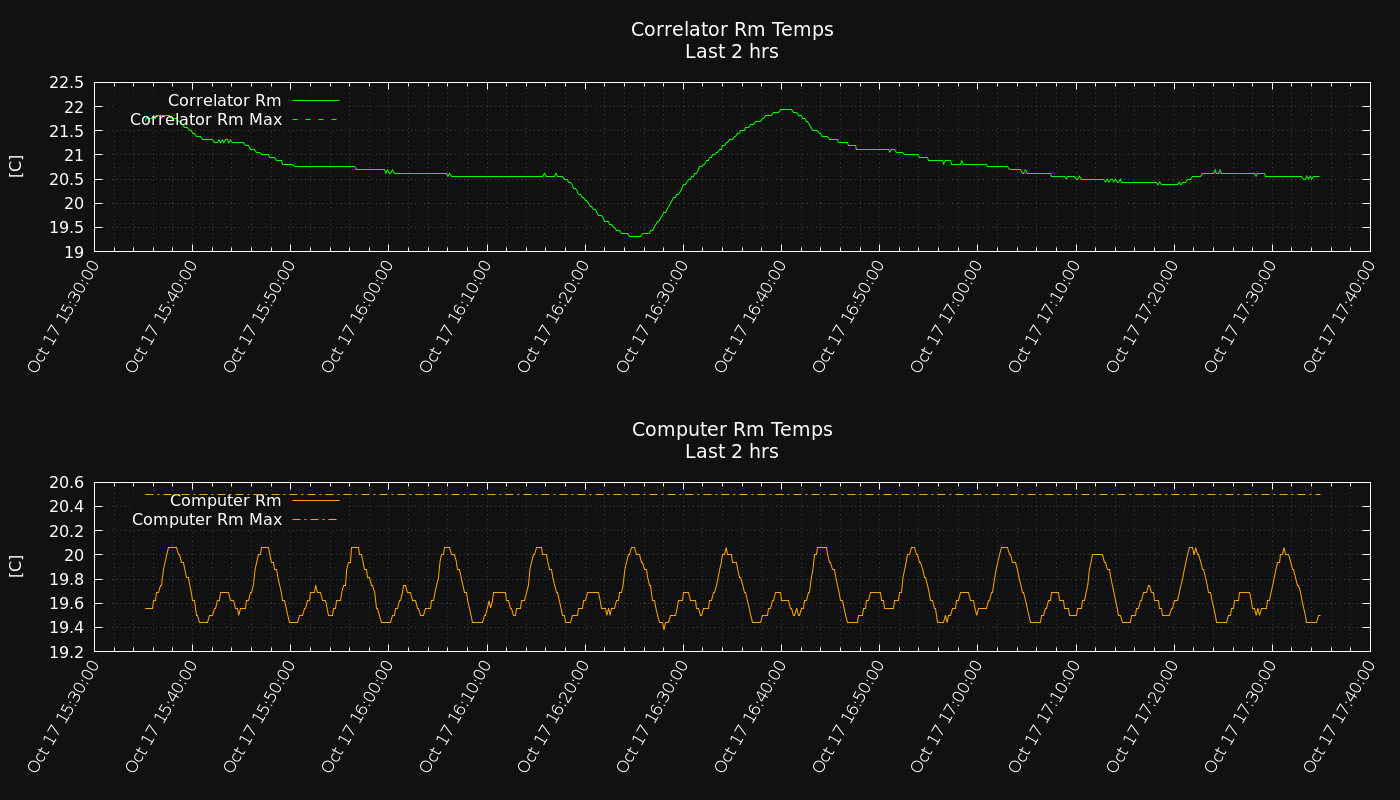 Correlator Rm Temps
Last 2 hrs
22.5
22
21.5
21
20.5
20
19.5
19
[C]
Correlator Rm
Correlator Rm Max
Oct 17 15:30:00
Oct 17 15:40:00
Oct 17 15:50:00
Oct 17 16:00:00
Oct 17 16:10:00
Oct 17 16:20:00
Oct 17 16:30:00
Oct 17 16:40:00
Oct 17 16:50:00
Oct 17 17:00:00
Oct 17 17:10:00
Oct 17 17:20:00
Oct 17 17:30:00
Oct 17 17:40:00
Computer Rm Temps
Last 2 hrs
20.6
20.4
20.2
20
19.8
19.6
19.4
19.2
[C]
Computer Rm
Computer Rm Max
Oct 17 15:30:00
Oct 17 15:40:00
Oct 17 15:50:00
Oct 17 16:00:00
Oct 17 16:10:00
Oct 17 16:20:00
Oct 17 16:30:00
Oct 17 16:40:00
Oct 17 16:50:00
Oct 17 17:00:00
Oct 17 17:10:00
Oct 17 17:20:00
Oct 17 17:30:00
Oct 17 17:40:00